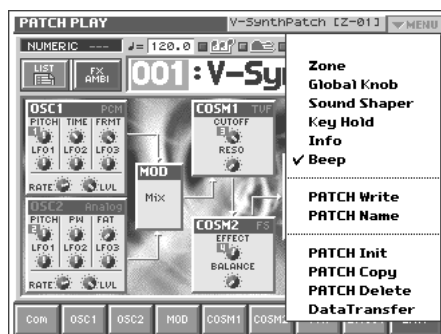 PATCH PLAY
V-SynthPatch [Z-01]
MENU
NUMERIC ---
= 120.0
LIST
FX
AMBI
001:V-Sy
OSC1 PCM
PITCH TIME FRMT
1
LFO1 LFO2 LFO3
RATE LVL
OSC2 Analog
PITCH PW FAT
2
LFO1 LFO2 LFO3
RATE LVL
MOD
Mix
COSM1 TVF
CUTOFF
3
RESO
COSM2 FS
EFFECT
4
BALANCE
Zone
Global Knob
Sound Shaper
Key Hold
Info
✓ Beep
PATCH Write
PATCH Name
PATCH Init
PATCH Copy
PATCH Delete
DataTransfer
Com OSC1 OSC2 MOD COSM1 COSM2